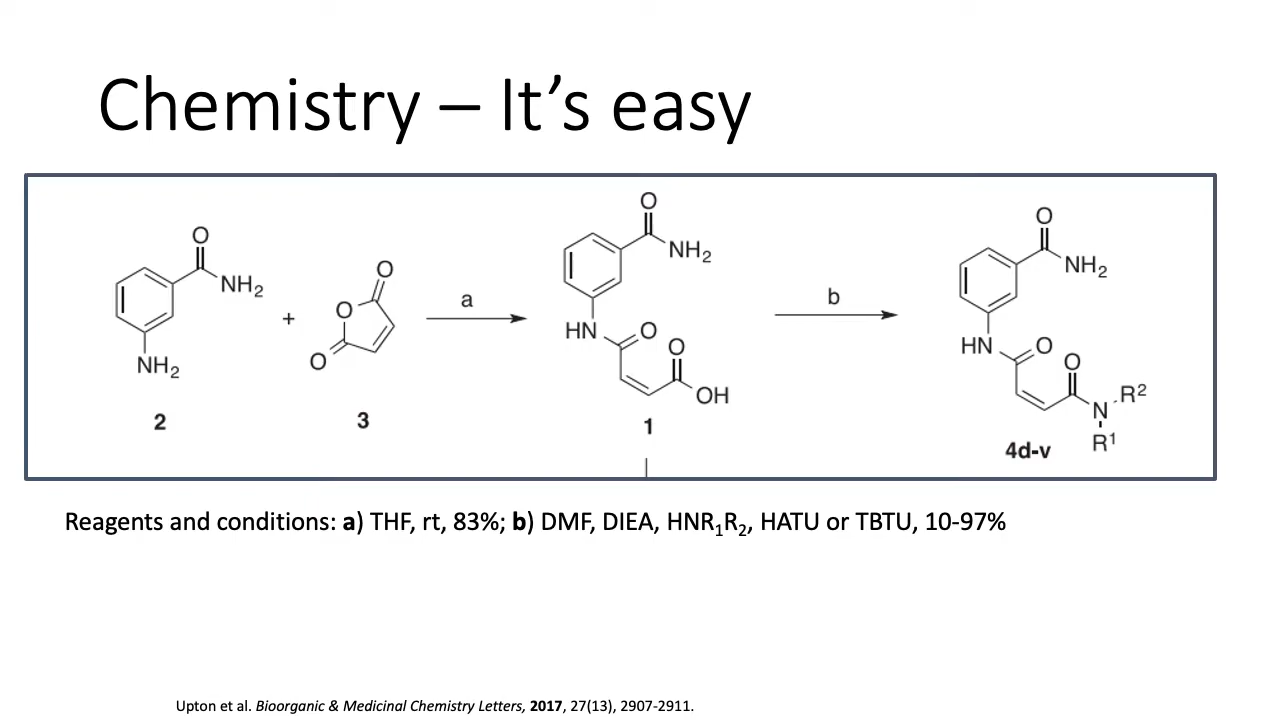 Chemistry – It's easy
O
NH2
NH2
2
+
O
O
O
3
a
O
NH2
HN
O
O
OH
1
b
O
NH2
HN
O
O
N
R2
R1
4d-v
Reagents and conditions: a) THF, rt, 83%; b) DMF, DIEA, HNR1R2, HATU or TBTU, 10-97%
Upton et al. Bioorganic & Medicinal Chemistry Letters, 2017, 27(13), 2907-2911.